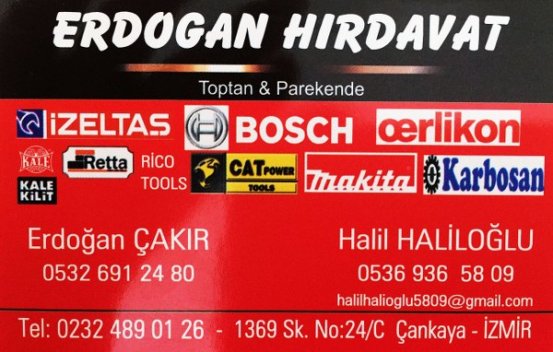 ERDOGAN HIRDAVAT
Toptan & Parekende
İZELTAS BOSCH oerlikon
KALE Retta RİCO TOOLS CAT POWER TOOLS makita Karbosan
KALE KİLİT
Erdoğan ÇAKIR Halil HALİLOĞLU
0532 691 24 80 0536 936 58 09
halilhalioglu5809@gmail.com
Tel: 0232 489 01 26 - 1369 Sk. No:24/C Çankaya - İZMİR